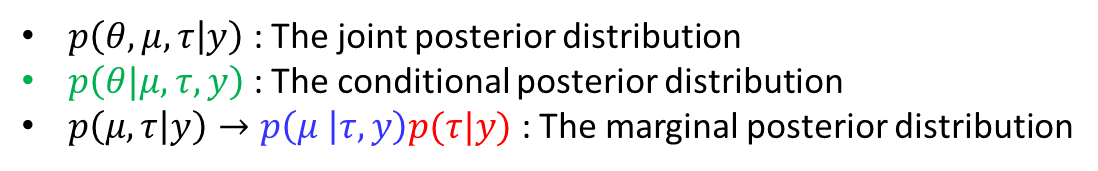 • p(θ, μ, τ|y) : The joint posterior distribution
• p(θ|μ, τ, y) : The conditional posterior distribution
• p(μ, τ|y) → p(μ |τ, y)p(τ|y) : The marginal posterior distribution